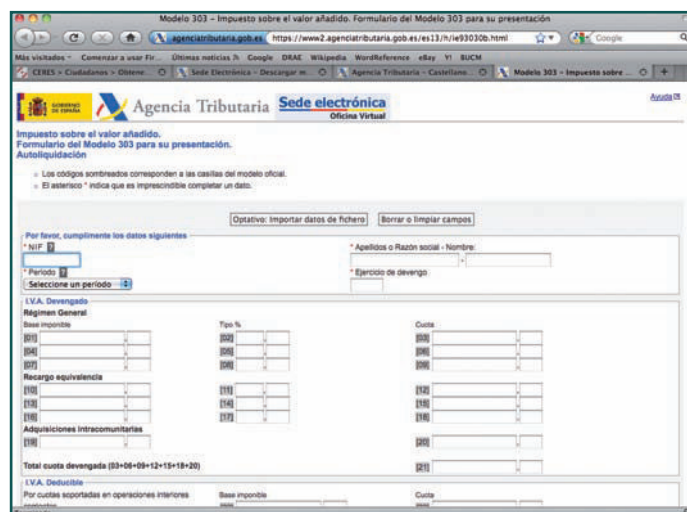 Modelo 303 – Impuesto sobre el valor añadido. Formulario del Modelo 303 para su presentación
agenciatributaria.gob.es https://www2.agenciatributaria.gob.es/es13/h/ie93030b.html Google
Más visitados Comenzar a usar Fir... Últimas noticias Google DRAE Wikipedia WordReference eBay Y! BUCM
CERES > Ciudadanos > Obtene... Sede Electrónica – Descargar m... Agencia Tributaria – Castellano... Modelo 303 – Impuesto sobre ... +
GOBIERNO DE ESPAÑA Agencia Tributaria Sede electrónica Ayuda
Oficina Virtual
Impuesto sobre el valor añadido.
Formulario del Modelo 303 para su presentación.
Autoliquidación
Los códigos sombreados corresponden a las casillas del modelo oficial.
El asterisco * indica que es imprescindible completar un dato.
Optativo: Importar datos de fichero Borrar o limpiar campos
Por favor, cumplimente los datos siguientes
* NIF ? * Apellidos o Razón social - Nombre:
* Período ? * Ejercicio de devengo
Seleccione un período
I.V.A. Devengado
Régimen General
Base imponible Tipo % Cuota
[01] [02] [03]
[04] [05] [06]
[07] [08] [09]
Recargo equivalencia
[10] [11] [12]
[13] [14] [15]
[16] [17] [18]
Adquisiciones intracomunitarias
[19] [20]
Total cuota devengada (03+06+09+12+15+18+20) [21]
I.V.A. Deducible
Por cuotas soportadas en operaciones interiores Base imponible Cuota